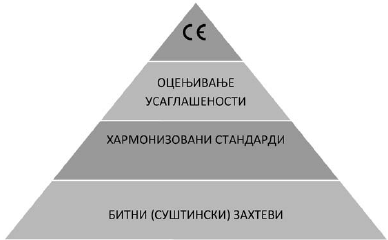 CE
ОЦЕЊИВАЊЕ
УСАГЛАШЕНОСТИ
ХАРМОНИЗОВАНИ СТАНДАРДИ
БИТНИ (СУШТИНСКИ) ЗАХТЕВИ